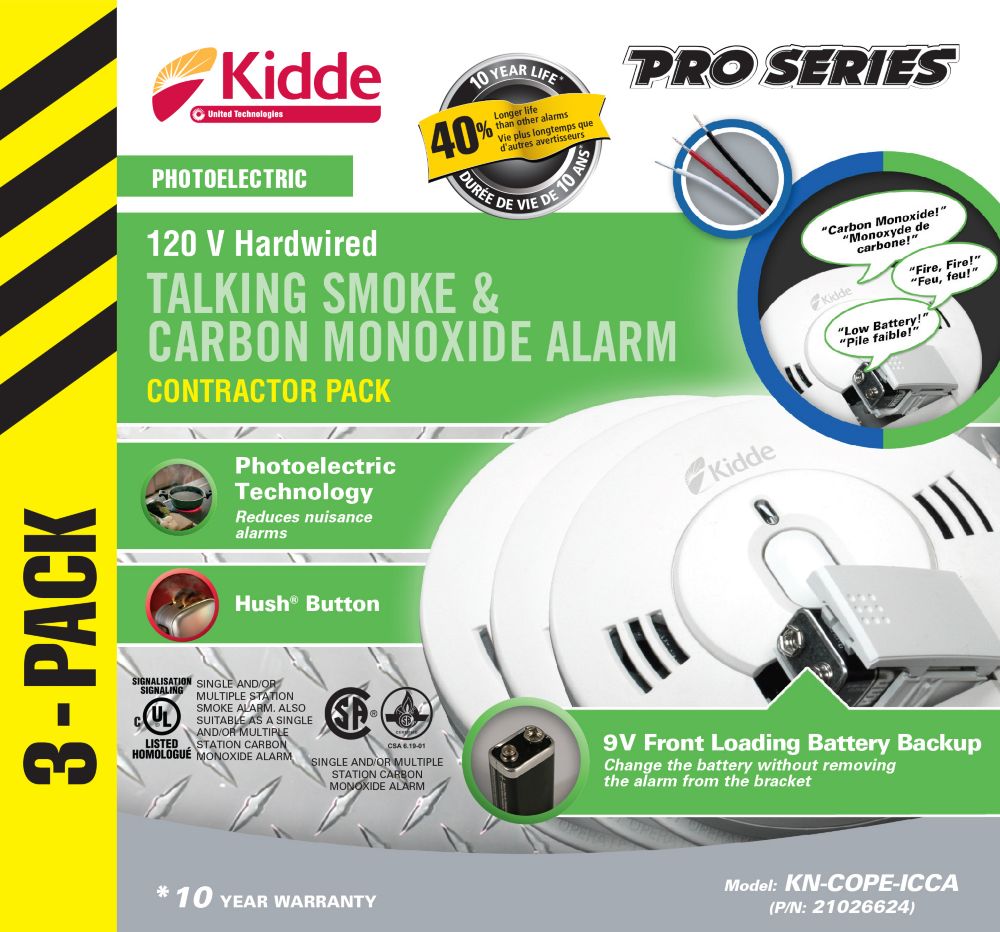 3-PACK
Kidde
United Technologies
10 YEAR LIFE*
40%
Longer life
than other alarms
Vie plus longtemps que
d'autres avertisseurs
DURÉE DE VIE DE 10 ANS*
PRO SERIES
PHOTOELECTRIC
120 V Hardwired
TALKING SMOKE &
CARBON MONOXIDE ALARM
CONTRACTOR PACK
"Carbon Monoxide!"
"Monoxyde de
carbone!"
"Fire, Fire!"
"Feu, feu!"
"Low Battery!"
"Pile faible!"
Kidde
Kidde
Photoelectric
Technology
Reduces nuisance
alarms
Hush® Button
SIGNALISATION
SIGNALING
C UL ®
LISTED
HOMOLOGUÉ
SINGLE AND/OR
MULTIPLE STATION
SMOKE ALARM. ALSO
SUITABLE AS A SINGLE
AND/OR MULTIPLE
STATION CARBON
MONOXIDE ALARM
SA ®
CERTIFIED
CSA 6.19-01
SINGLE AND/OR MULTIPLE
STATION CARBON
MONOXIDE ALARM
9V Front Loading Battery Backup
Change the battery without removing
the alarm from the bracket
*10 YEAR WARRANTY
Model: KN-COPE-ICCA
(P/N: 21026624)